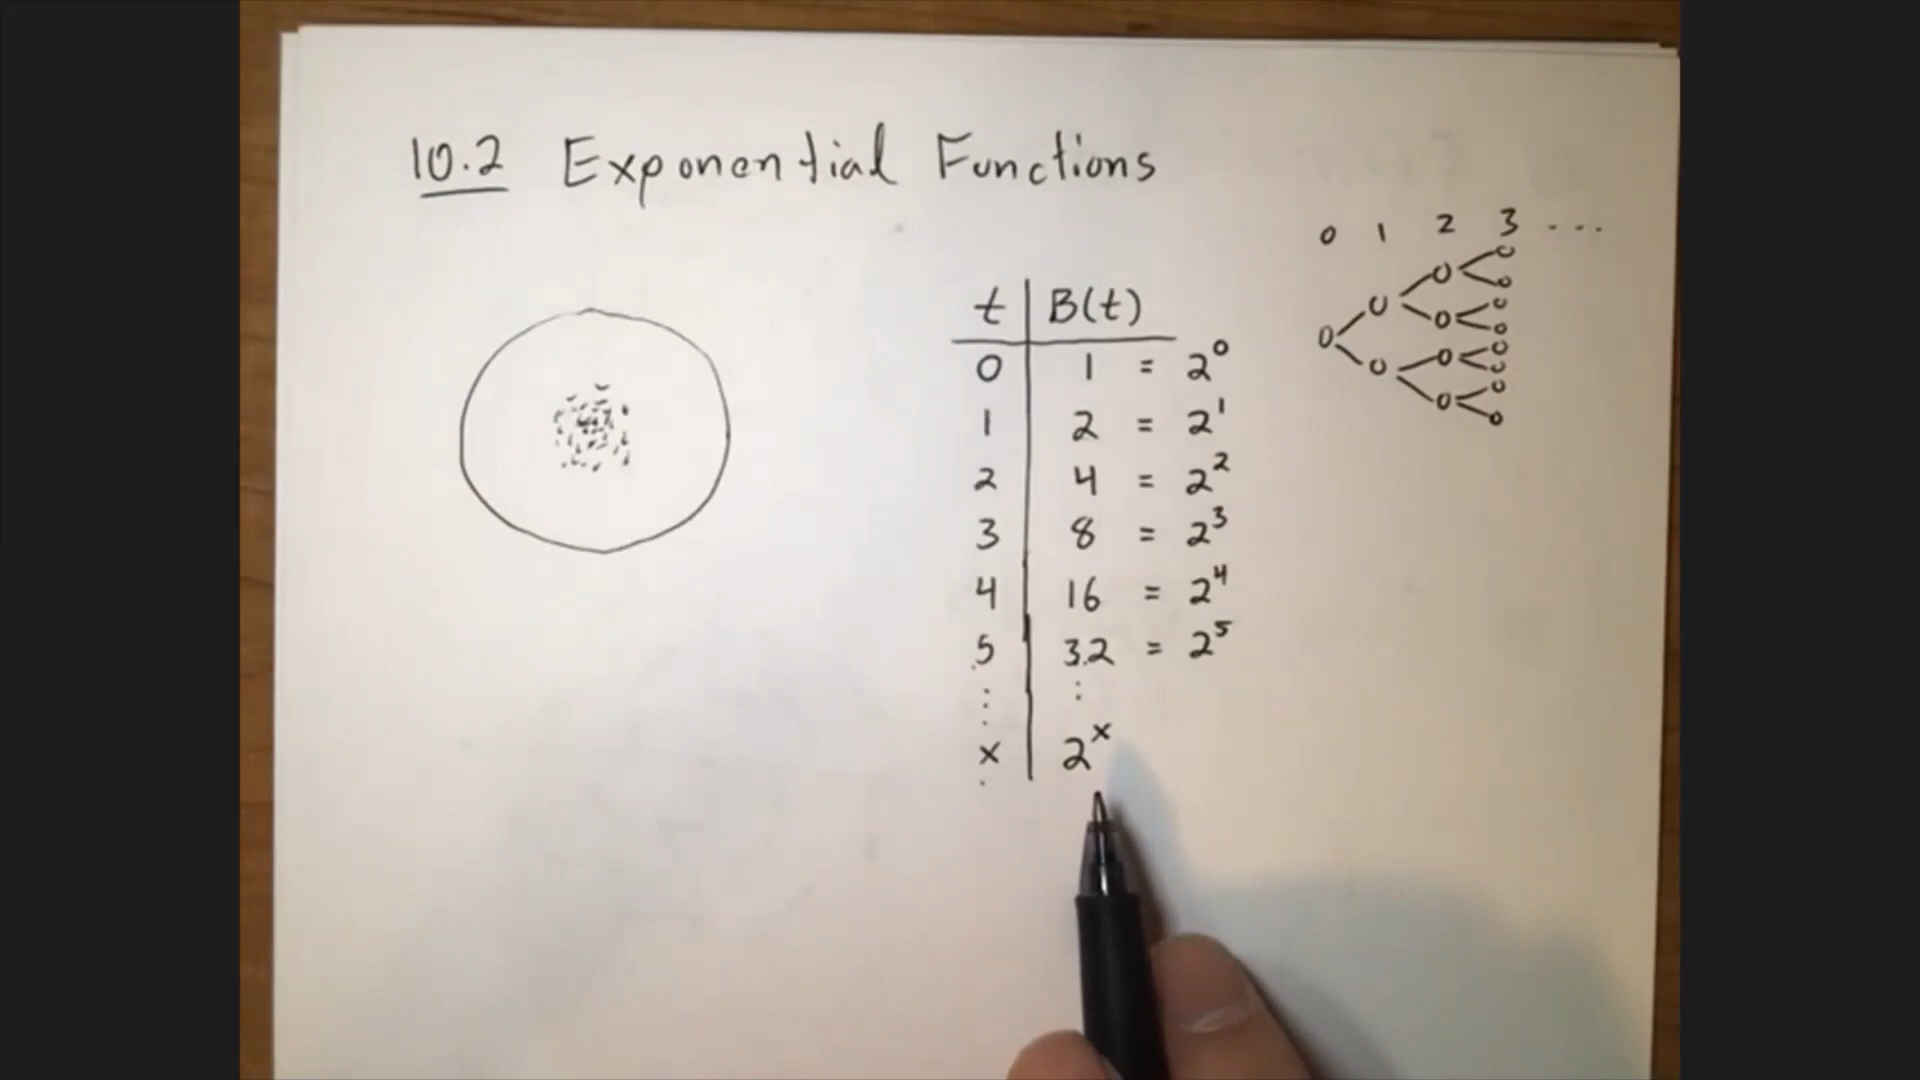 10.2 Exponential Functions
0 1 2 3 ...
t B(t)
0 1 = 2⁰
1 2 = 2¹
2 4 = 2²
3 8 = 2³
4 16 = 2⁴
5 32 = 2⁵
⋮ ⋮
x 2ˣ